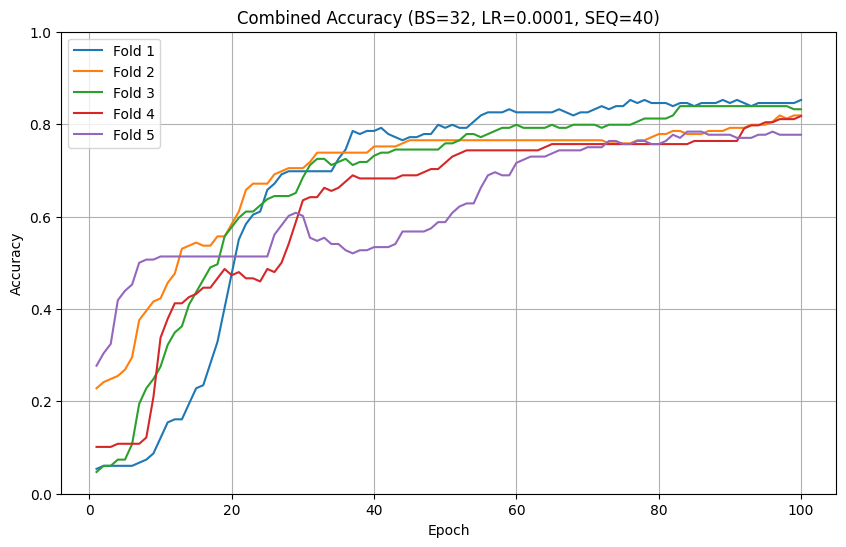 Combined Accuracy (BS=32, LR=0.0001, SEQ=40)
Fold 1
Fold 2
Fold 3
Fold 4
Fold 5
Accuracy
1.0
0.8
0.6
0.4
0.2
0.0
0 20 40 60 80 100
Epoch